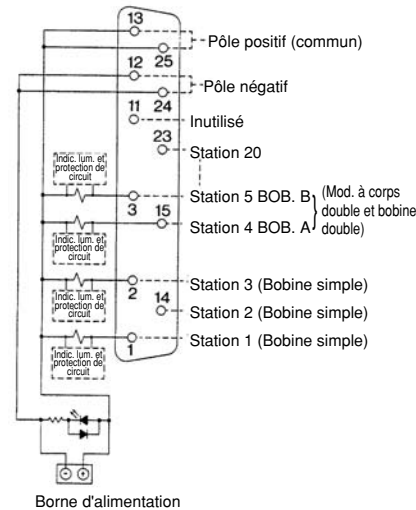 13
Pôle positif (commun)
25
12
Pôle négatif
24
11
Inutilisé
23
Station 20
Indic. lum. et
protection de
circuit
Station 5 BOB. B
(Mod. à corps
double et bobine
double)
3
15
Station 4 BOB. A
Indic. lum. et
protection de
circuit
Station 3 (Bobine simple)
2
Indic. lum. et
protection de
circuit
14
Station 2 (Bobine simple)
Station 1 (Bobine simple)
1
Indic. lum. et
protection de
circuit
⊖ ⊕
Borne d'alimentation